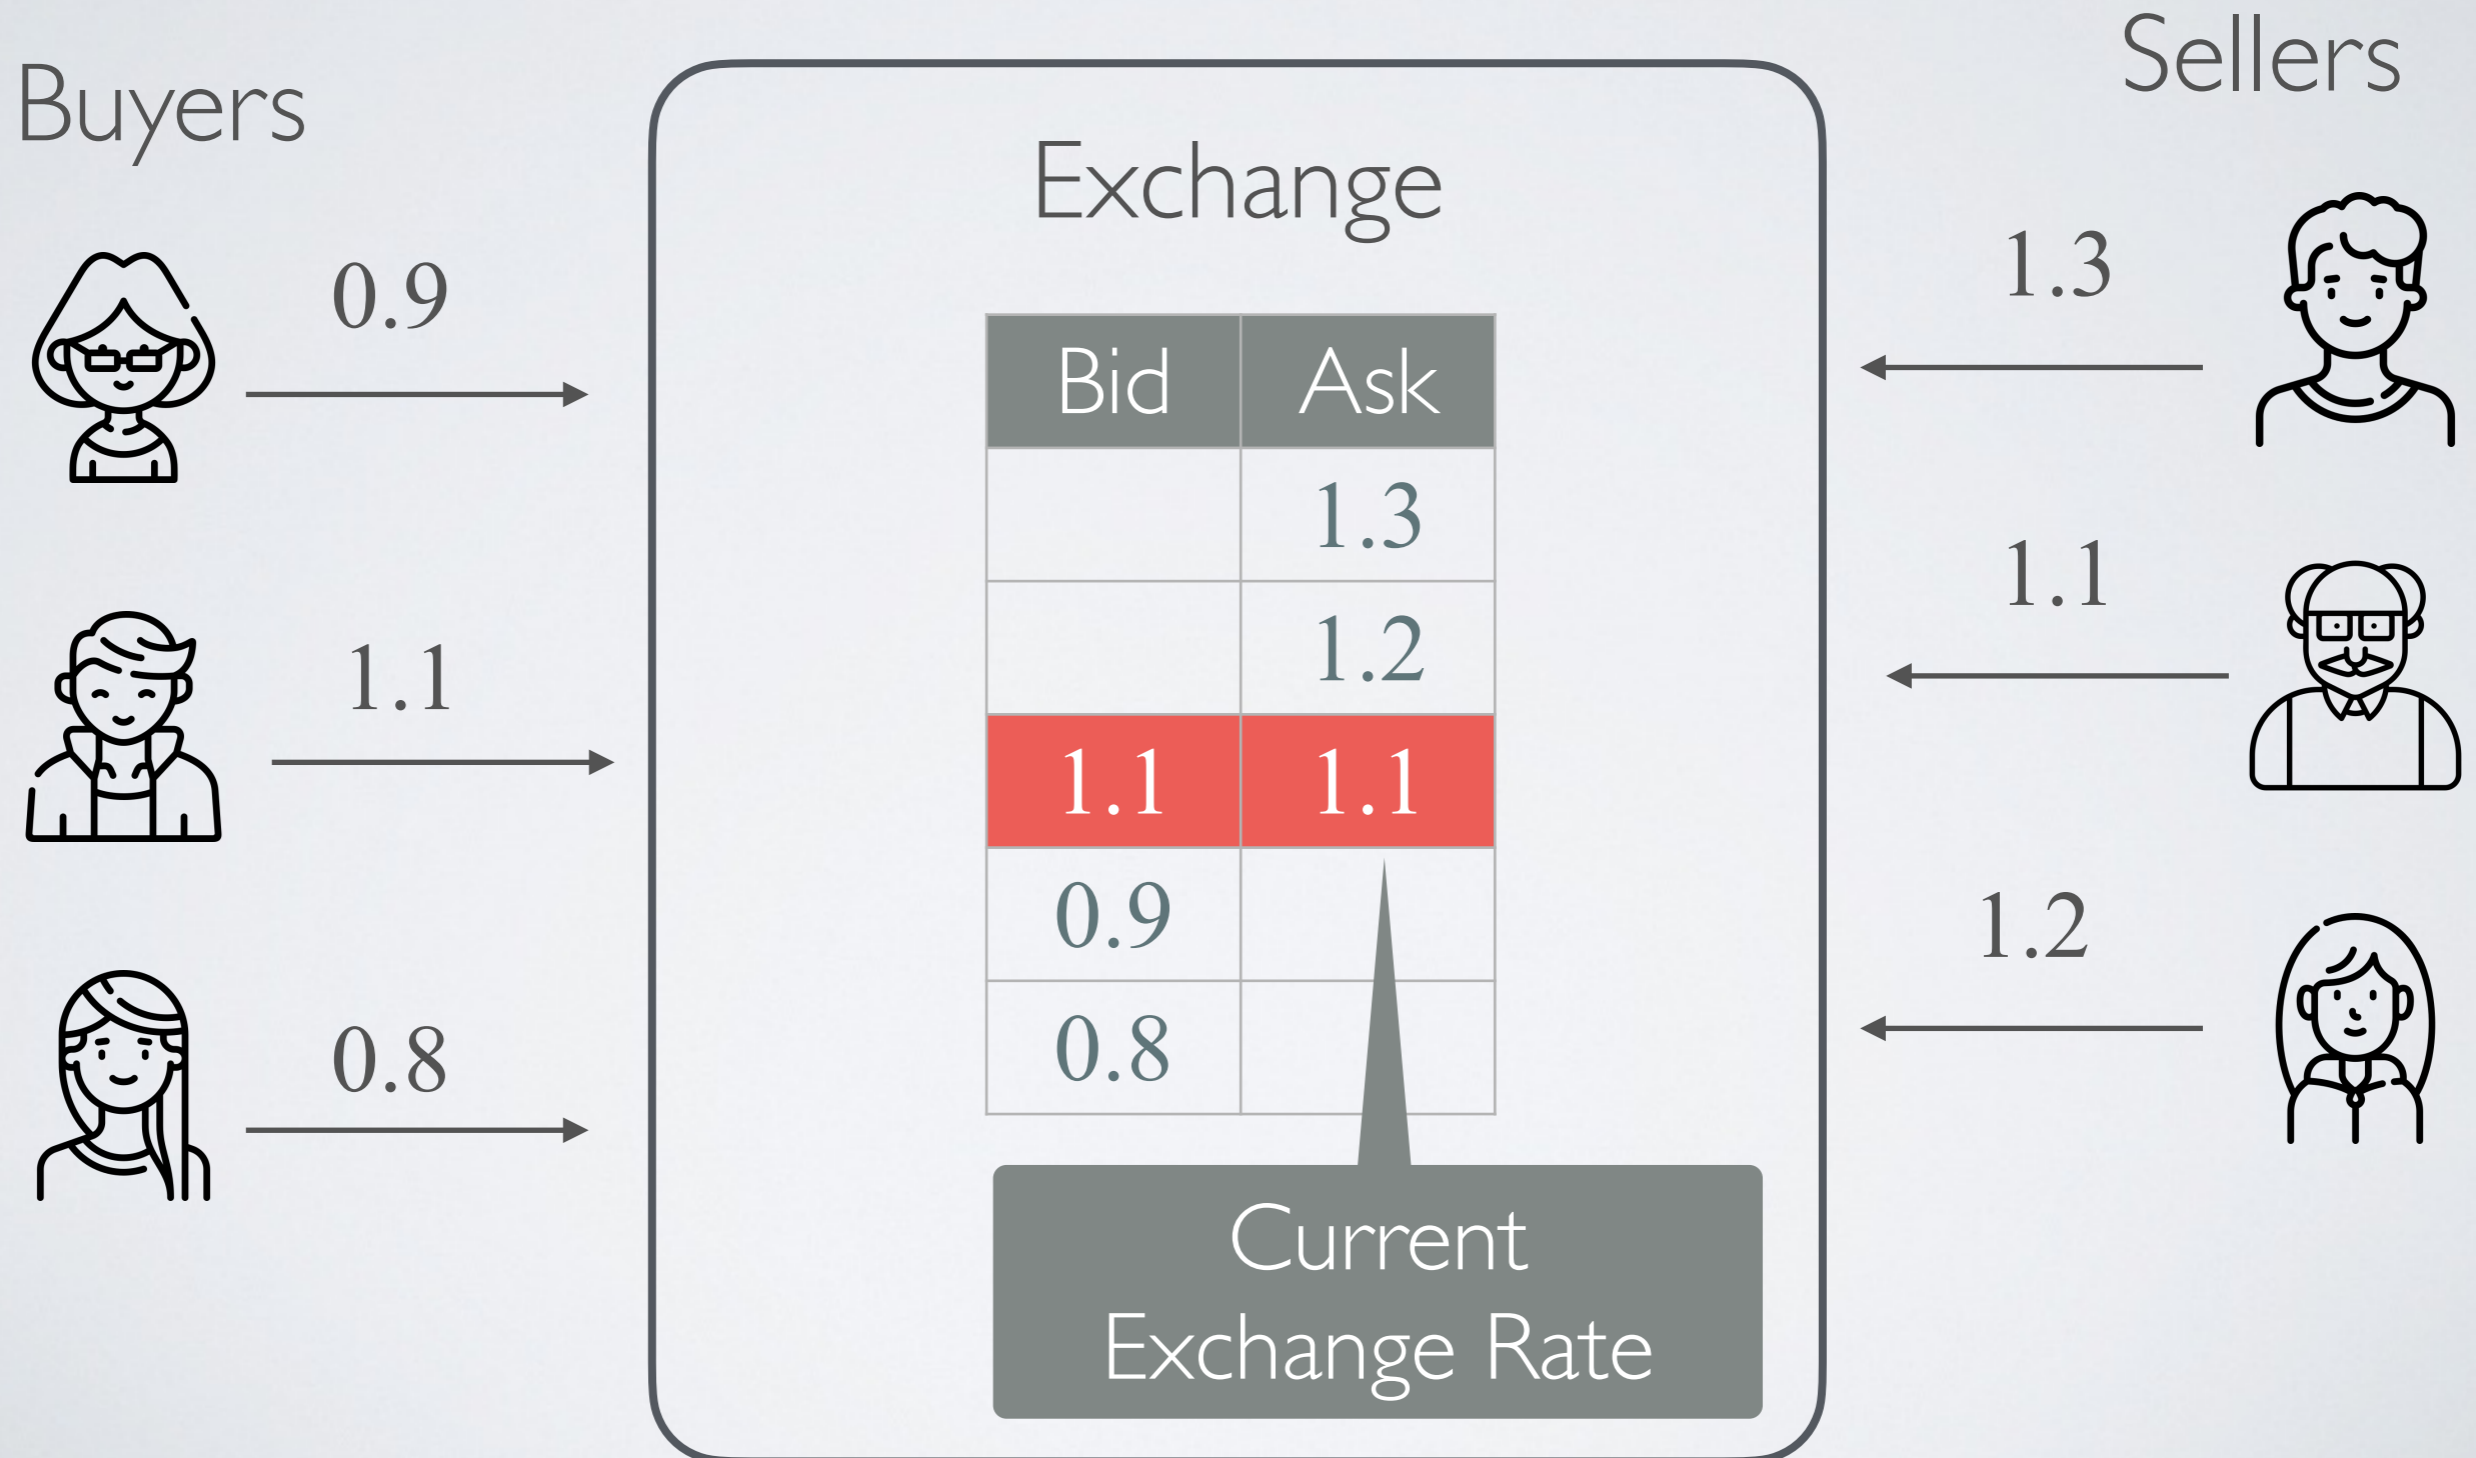 Buyers
Sellers
Exchange
0.9
1.3
Bid Ask
1.3
1.2
1.1
1.1
1.1 1.1
0.9
0.8
0.8
1.2
Current
Exchange Rate